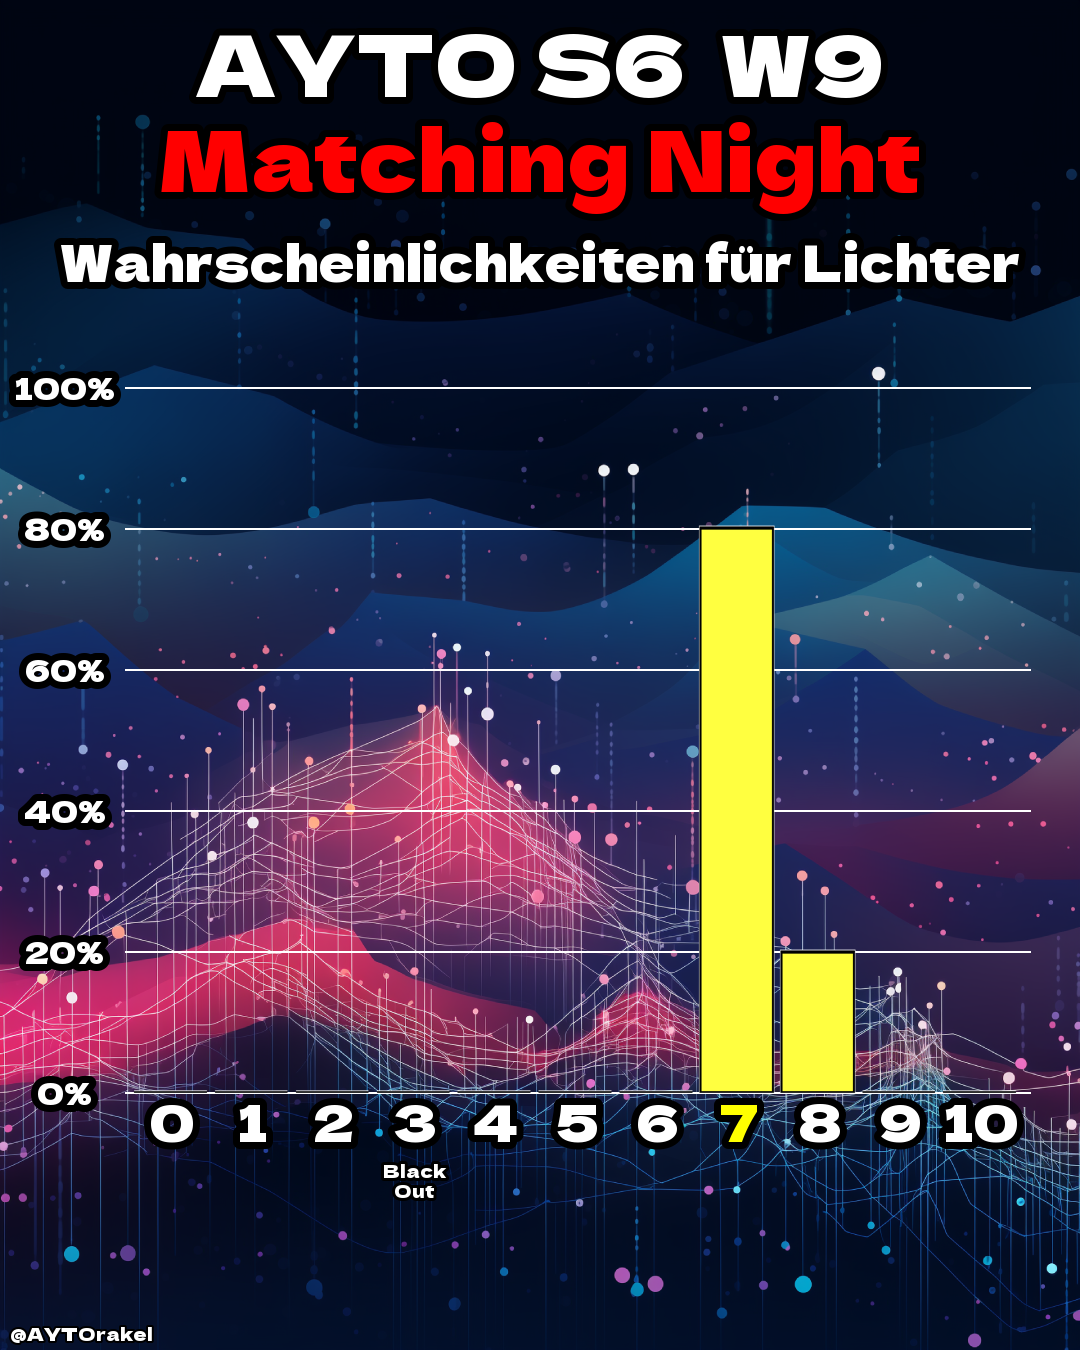 AYTO S6 W9
Matching Night
Wahrscheinlichkeiten für Lichter
100%
80%
60%
40%
20%
0%
0 1 2 3 4 5 6 7 8 9 10
Black
Out
@AYTOrakel